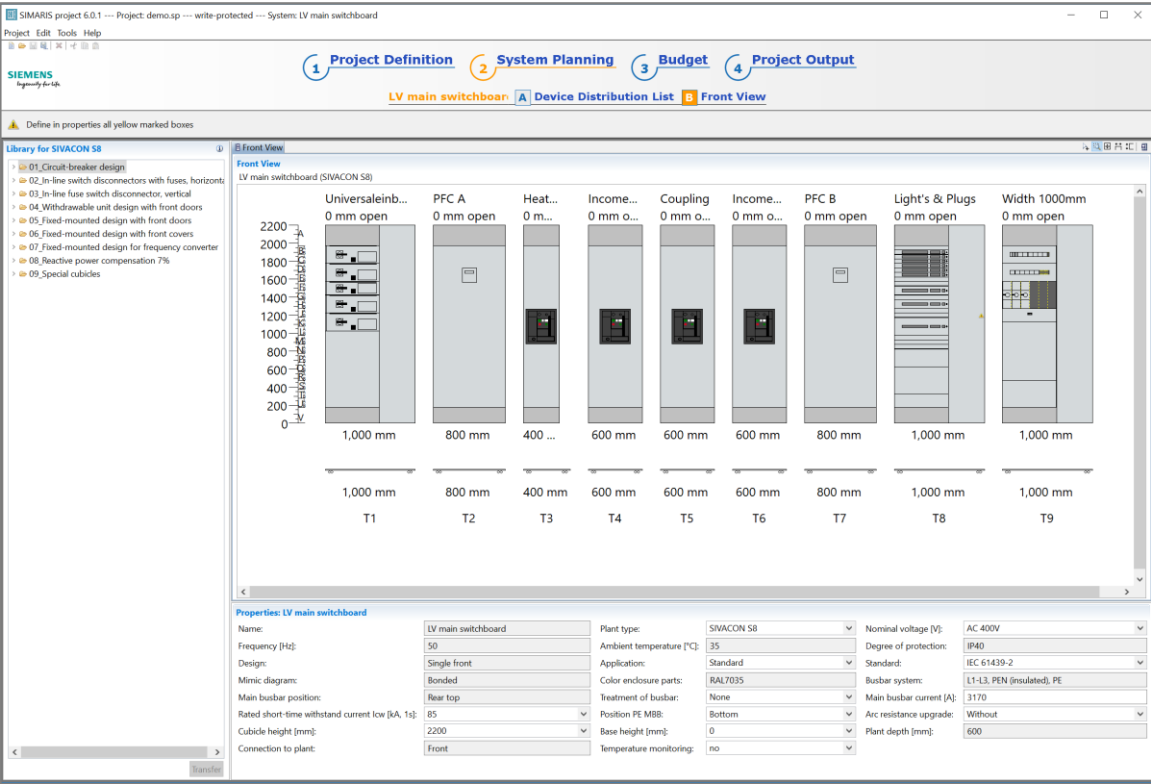 SIMARIS project 6.0.1 --- Project: demo.sp --- write-protected --- System: LV main switchboard
Project Edit Tools Help
SIEMENS
Ingenuity for life
1 Project Definition 2 System Planning 3 Budget 4 Project Output
LV main switchboar A Device Distribution List B Front View
Define in properties all yellow marked boxes
Library for SIVACON S8
01_Circuit-breaker design
02_In-line switch disconnectors with fuses, horizonta
03_In-line fuse switch disconnector, vertical
04_Withdrawable unit design with front doors
05_Fixed-mounted design with front doors
06_Fixed-mounted design with front covers
07_Fixed-mounted design for frequency converter
08_Reactive power compensation 7%
09_Special cubicles
Transfer
Front View
Front View
LV main switchboard (SIVACON S8)
Universaleinb... PFC A Heat... Income... Coupling Income... PFC B Light's & Plugs Width 1000mm
0 mm open 0 mm open 0 m... 0 mm o... 0 mm o... 0 mm o... 0 mm open 0 mm open 0 mm open
2200
2000
1800
1600
1400
1200
1000
800
600
400
200
0
1,000 mm 800 mm 400 ... 600 mm 600 mm 600 mm 800 mm 1,000 mm 1,000 mm
1,000 mm 800 mm 400 mm 600 mm 600 mm 600 mm 800 mm 1,000 mm 1,000 mm
T1 T2 T3 T4 T5 T6 T7 T8 T9
Properties: LV main switchboard
Name: LV main switchboard Plant type: SIVACON S8 Nominal voltage [V]: AC 400V
Frequency [Hz]: 50 Ambient temperature [°C]: 35 Degree of protection: IP40
Design: Single front Application: Standard Standard: IEC 61439-2
Mimic diagram: Bonded Color enclosure parts: RAL7035 Busbar system: L1-L3, PEN (insulated), PE
Main busbar position: Rear top Treatment of busbar: None Main busbar current [A]: 3170
Rated short-time withstand current Icw [kA, 1s]: 85 Position PE MBB: Bottom Arc resistance upgrade: Without
Cubicle height [mm]: 2200 Base height [mm]: 0 Plant depth [mm]: 600
Connection to plant: Front Temperature monitoring: no